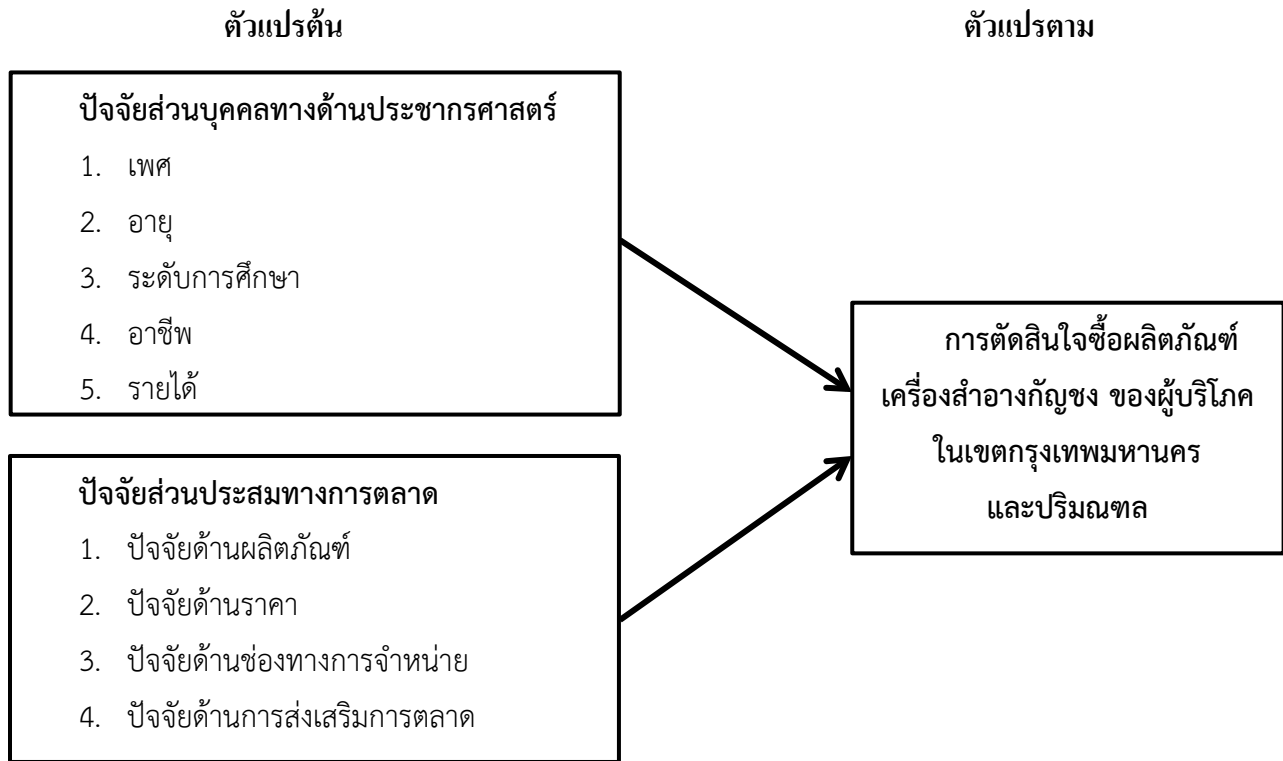 ตัวแปรต้น
ตัวแปรตาม
ปัจจัยส่วนบุคคลทางด้านประชากรศาสตร์
1. เพศ
2. อายุ
3. ระดับการศึกษา
4. อาชีพ
5. รายได้
ปัจจัยส่วนประสมทางการตลาด
1. ปัจจัยด้านผลิตภัณฑ์
2. ปัจจัยด้านราคา
3. ปัจจัยด้านช่องทางการจำหน่าย
4. ปัจจัยด้านการส่งเสริมการตลาด
การตัดสินใจซื้อผลิตภัณฑ์
เครื่องสำอางกัญชง ของผู้บริโภค
ในเขตกรุงเทพมหานคร
และปริมณฑล